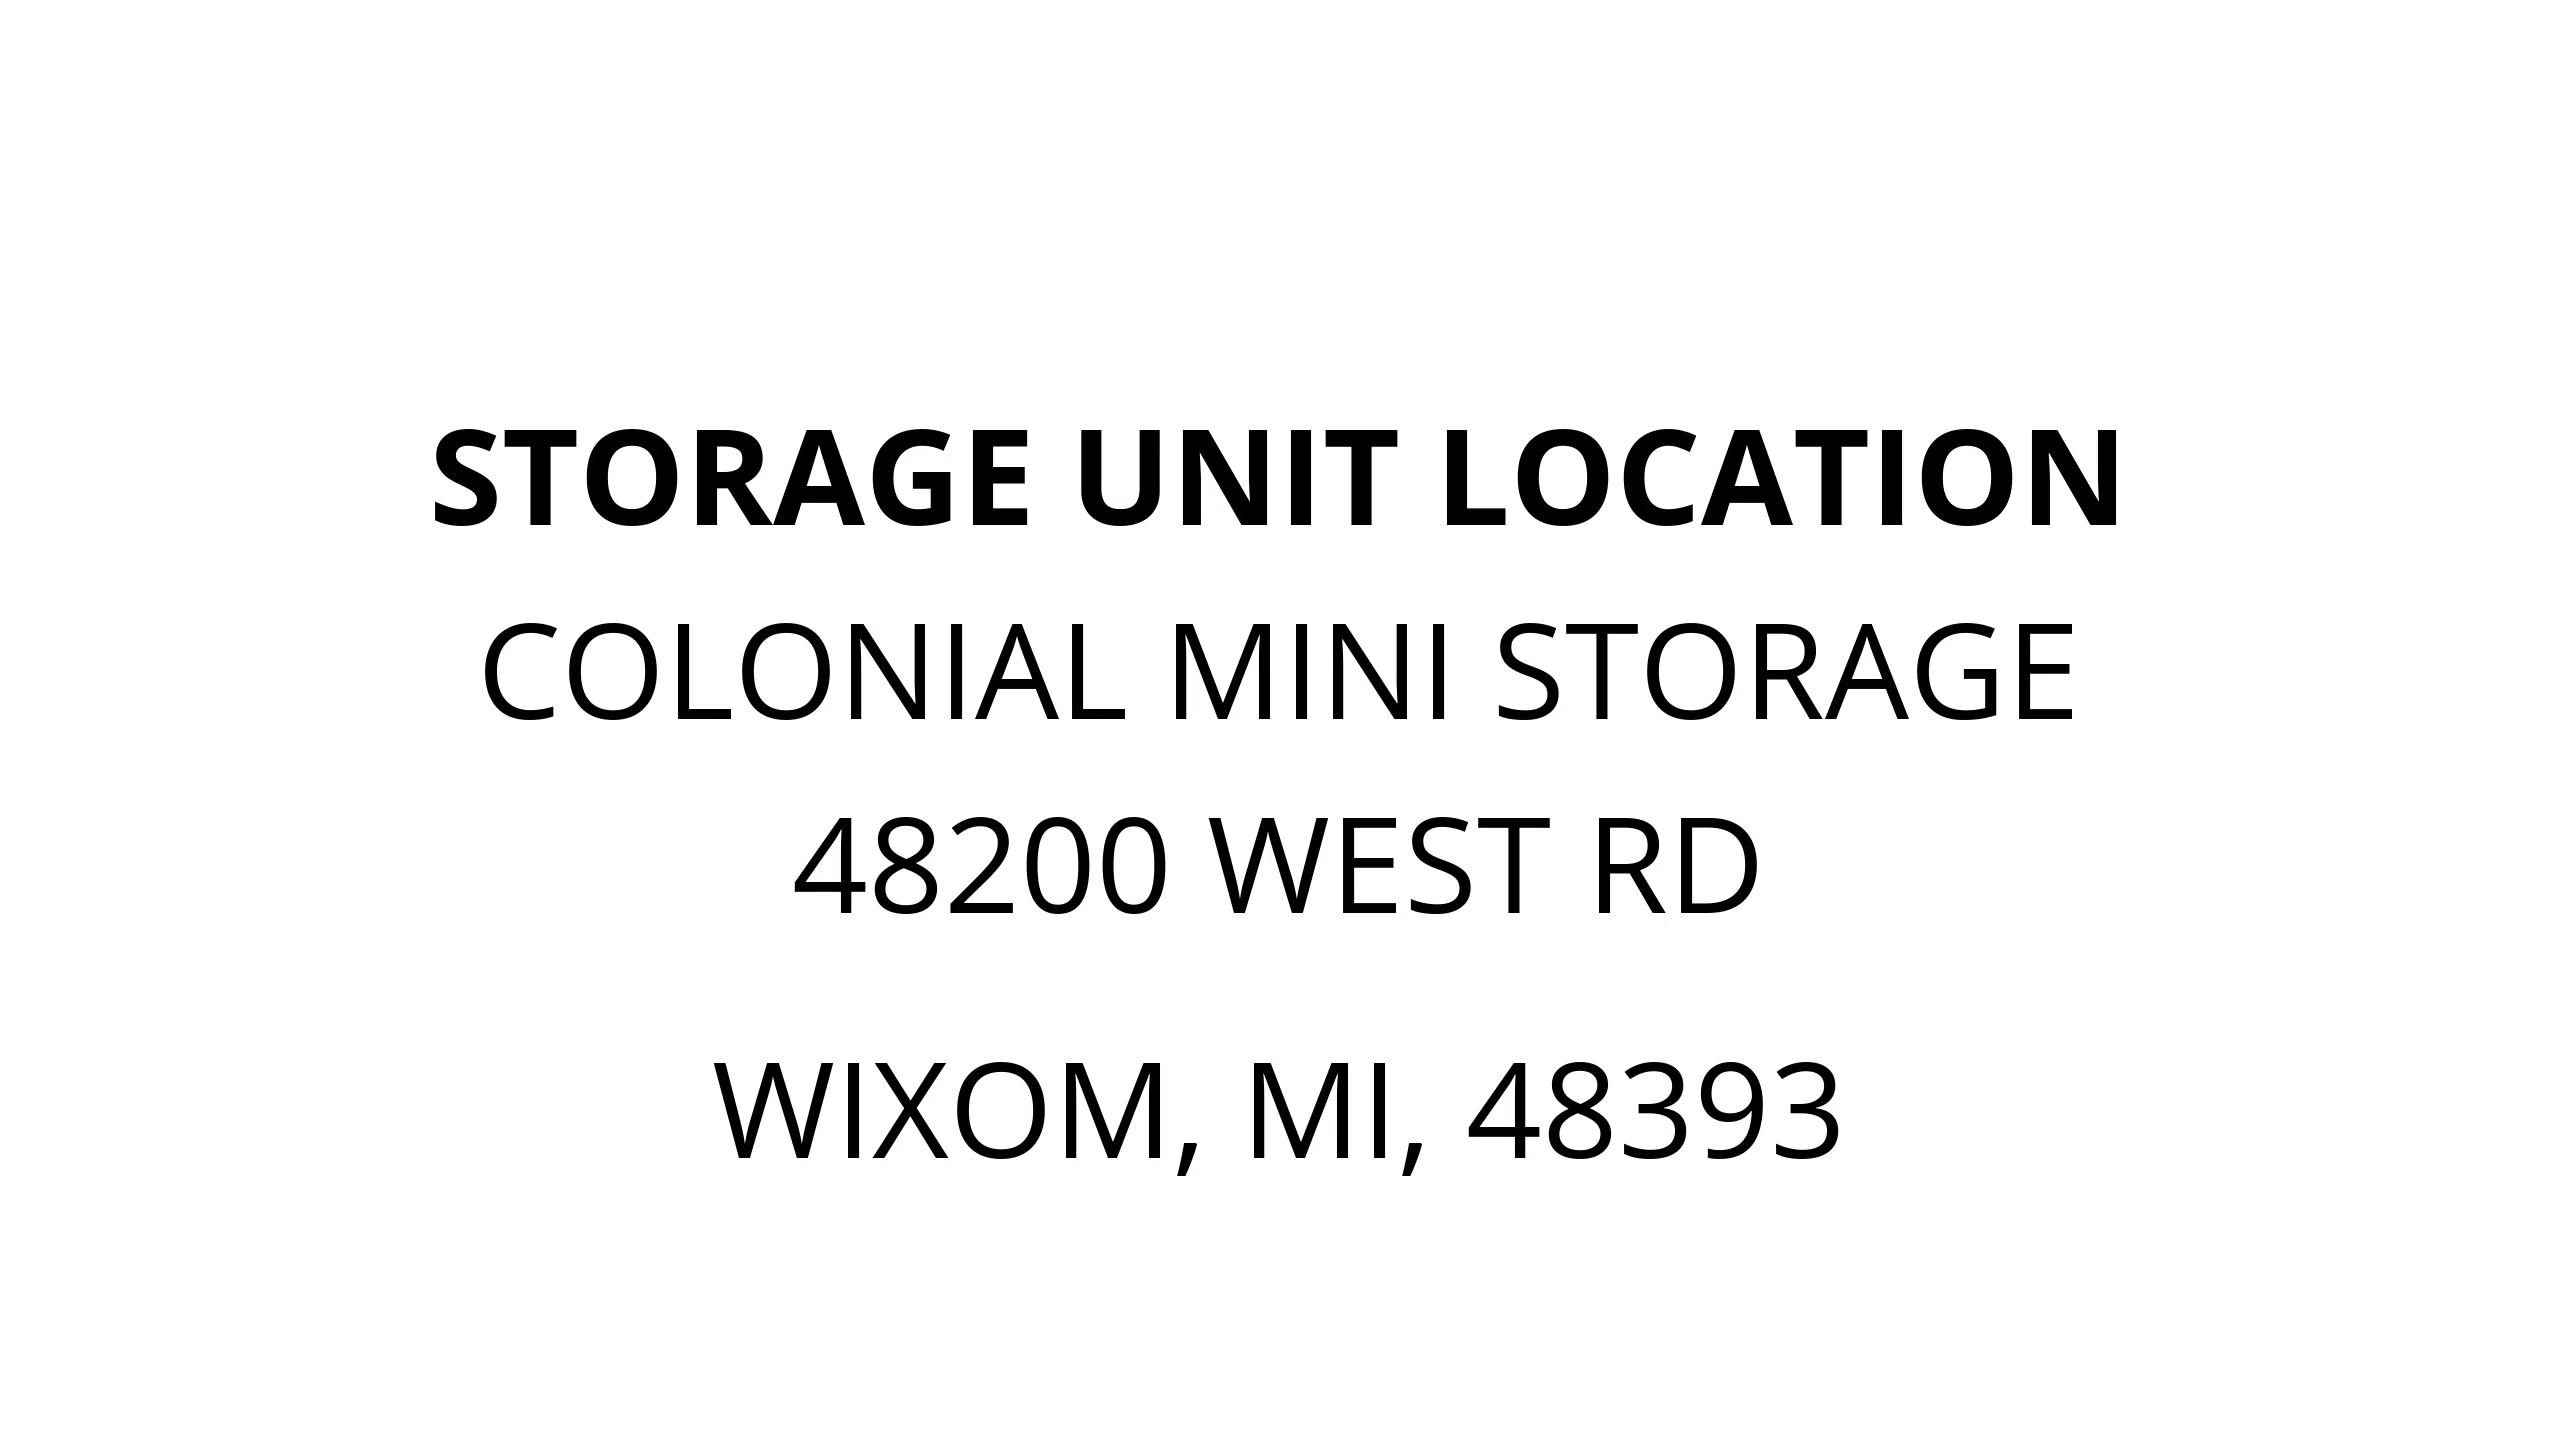 STORAGE UNIT LOCATION
COLONIAL MINI STORAGE
48200 WEST RD
WIXOM, MI, 48393